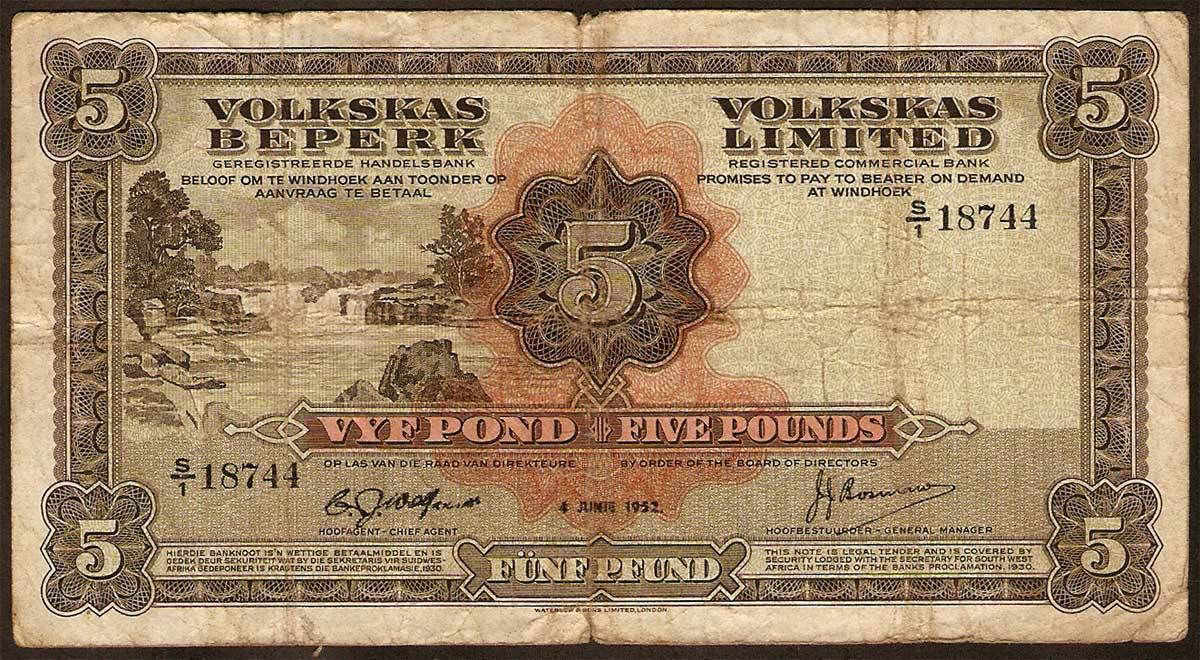 5
5
VOLKSKAS
BEPERK
GEREGISTREERDE HANDELSBANK
BELOOF OM TE WINDHOEK AAN TOONDER OP
AANVRAAG TE BETAAL
VOLKSKAS
LIMITED
REGISTERED COMMERCIAL BANK
PROMISES TO PAY TO BEARER ON DEMAND
AT WINDHOEK
S/1 18744
5
VYF POND FIVE POUNDS
OP LAS VAN DIE RAAD VAN DIREKTEURE
BY ORDER OF THE BOARD OF DIRECTORS
S/1 18744
4 JUNIE 1952.
HOOFAGENT - CHIEF AGENT
HOOFBESTUURDER - GENERAL MANAGER
5
HIERDIE BANKNOOT IS 'N WETTIGE BETAALMIDDEL EN IS
GEDEK DEUR SEKURITEIT WAT BY DIE SEKRETARIS VIR SUIDWES-
AFRIKA GEDEPONEER IS KRAGTENS DIE BANKEPROKLAMASIE, 1930.
FÜNF PFUND
THIS NOTE IS LEGAL TENDER AND IS COVERED BY
SECURITY LODGED WITH THE SECRETARY FOR SOUTH WEST
AFRICA IN TERMS OF THE BANKS PROCLAMATION, 1930.
5
WATERLOW & SONS LIMITED, LONDON.